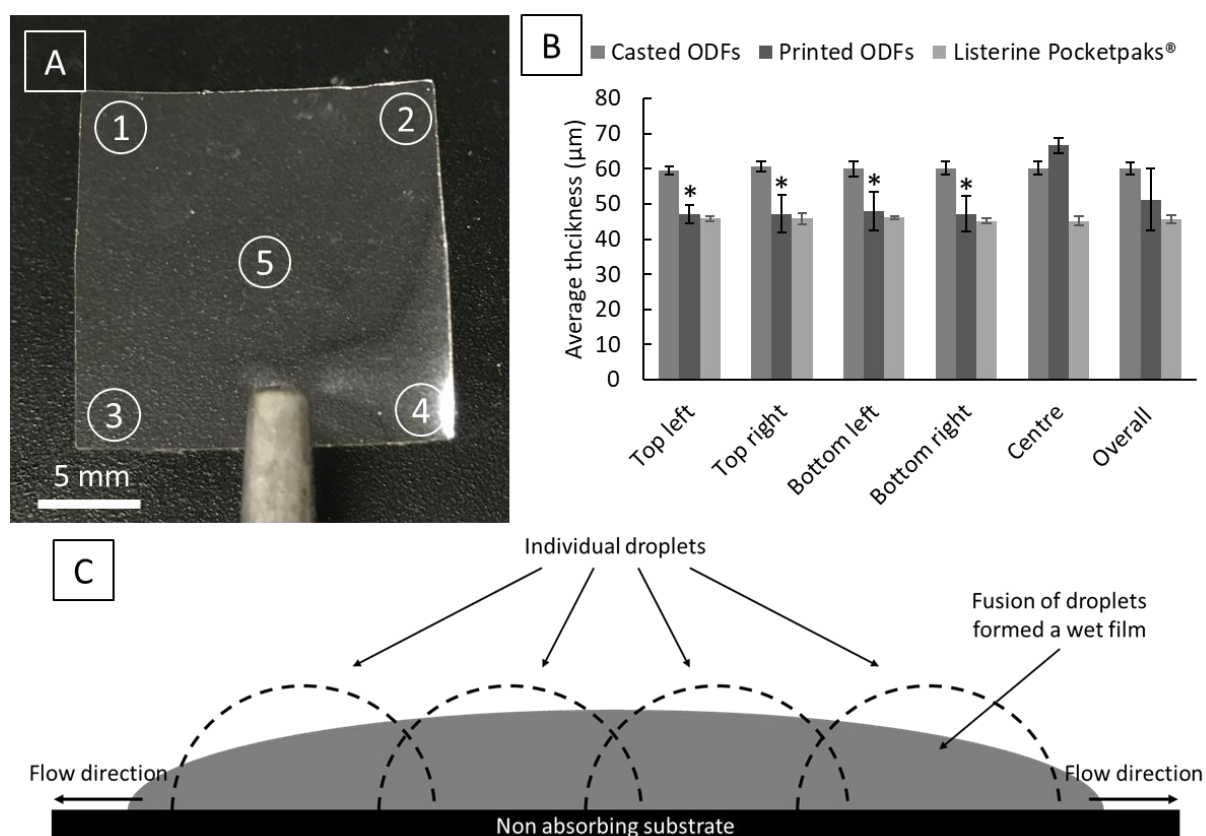 A
1
2
5
3
4
5 mm
B
Casted ODFs Printed ODFs Listerine Pocketpaks®
Average thcikness (μm)
80
70
60
50
40
30
20
10
0
* * * *
Top left
Top right
Bottom left
Bottom right
Centre
Overall
C
Individual droplets
Fusion of droplets
formed a wet film
Flow direction
Flow direction
Non absorbing substrate